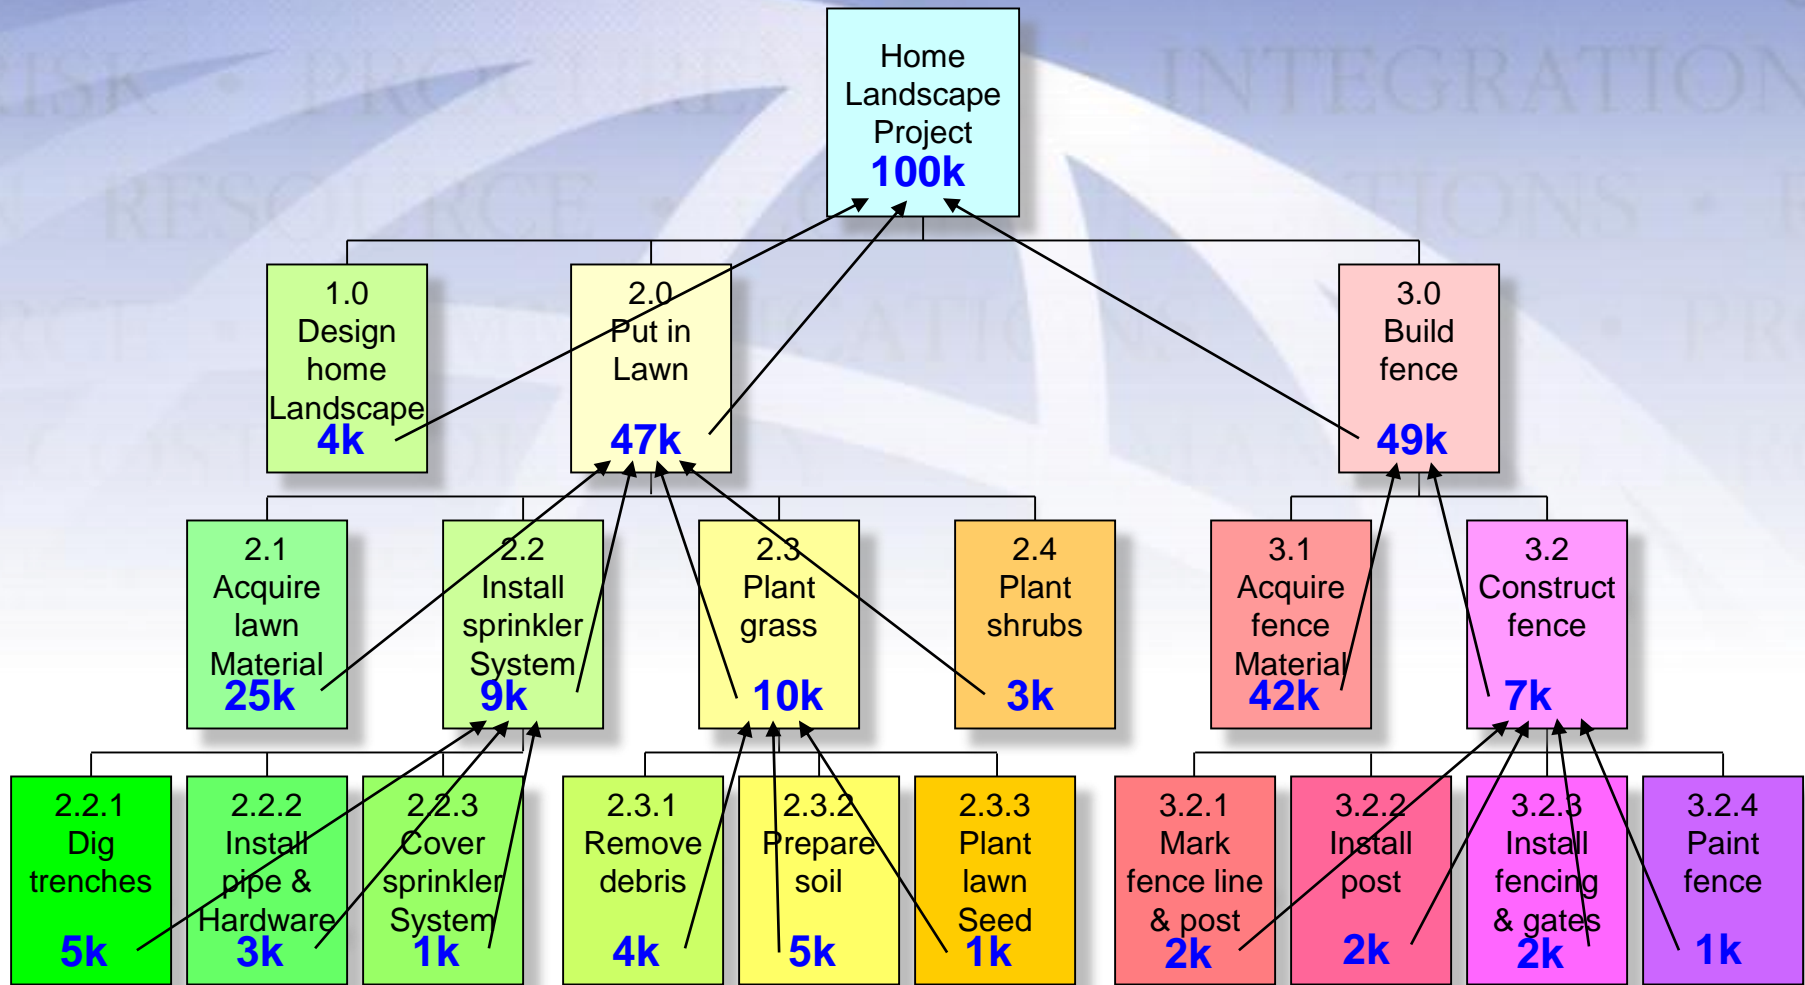 RISK • PROCUREMENT
INTEGRATION
RESOURCE •
Home
Landscape
Project
100k
1.0
Design
home
Landscape
4k
2.0
Put in
Lawn
47k
3.0
Build
fence
49k
2.1
Acquire
lawn
Material
25k
2.2
Install
sprinkler
System
9k
2.3
Plant
grass
10k
2.4
Plant
shrubs
3k
3.1
Acquire
fence
Material
42k
3.2
Construct
fence
7k
2.2.1
Dig
trenches
5k
2.2.2
Install
pipe &
Hardware
3k
2.2.3
Cover
sprinkler
System
1k
2.3.1
Remove
debris
4k
2.3.2
Prepare
soil
5k
2.3.3
Plant
lawn
Seed
1k
3.2.1
Mark
fence line
& post
2k
3.2.2
Install
post
2k
3.2.3
Install
fencing
& gates
2k
3.2.4
Paint
fence
1k